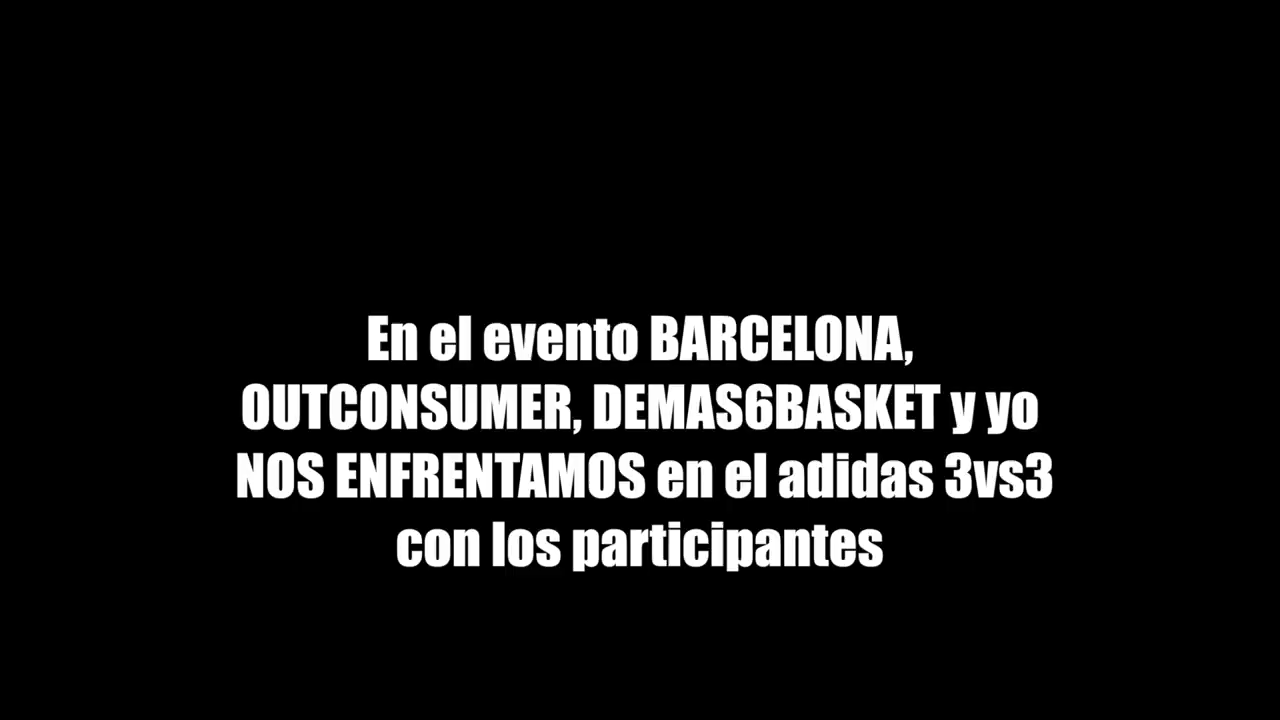 En el evento BARCELONA,
OUTCONSUMER, DEMAS6BASKET y yo
NOS ENFRENTAMOS en el adidas 3vs3
con los participantes